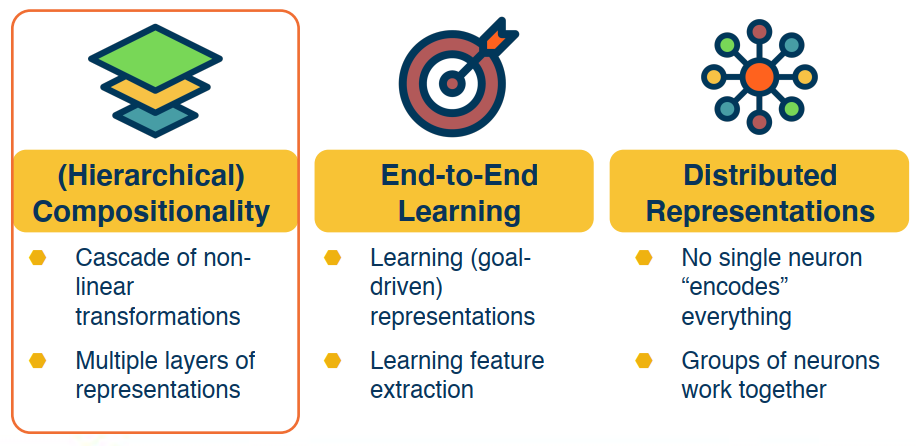 (Hierarchical)
Compositionality
Cascade of non-
linear
transformations
Multiple layers of
representations
End-to-End
Learning
Learning (goal-
driven)
representations
Learning feature
extraction
Distributed
Representations
No single neuron
“encodes”
everything
Groups of neurons
work together